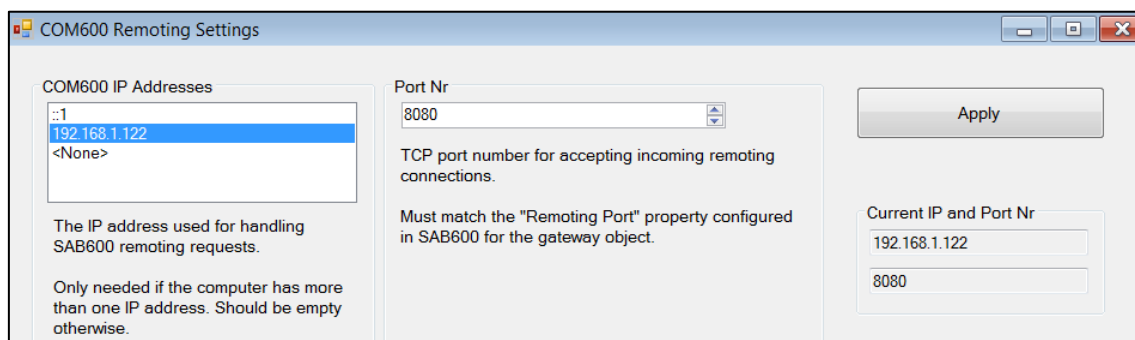 COM600 Remoting Settings
COM600 IP Addresses
::1
192.168.1.122
<None>
The IP address used for handling
SAB600 remoting requests.
Only needed if the computer has more
than one IP address. Should be empty
otherwise.
Port Nr
8080
TCP port number for accepting incoming remoting
connections.
Must match the "Remoting Port" property configured
in SAB600 for the gateway object.
Apply
Current IP and Port Nr
192.168.1.122
8080